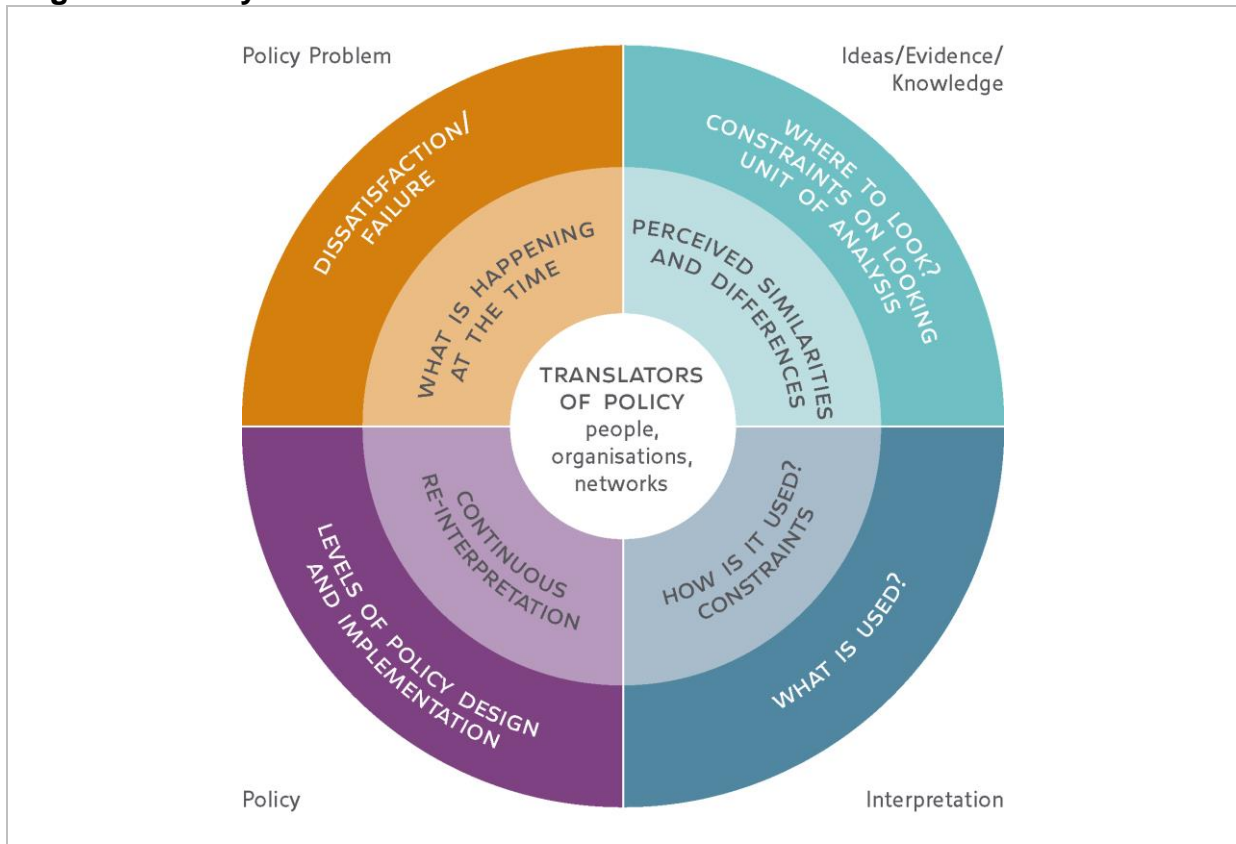 Policy Problem
Ideas/Evidence/
Knowledge
DISSATISFACTION/
FAILURE
WHAT IS HAPPENING
AT THE TIME
WHERE TO LOOK?
CONSTRAINTS ON LOOKING
UNIT OF ANALYSIS
PERCEIVED SIMILARITIES
AND DIFFERENCES
TRANSLATORS
OF POLICY
people,
organisations,
networks
LEVELS OF POLICY DESIGN
AND IMPLEMENTATION
CONTINUOUS
RE-INTERPRETATION
HOW IS IT USED?
CONSTRAINTS
WHAT IS USED?
Policy
Interpretation